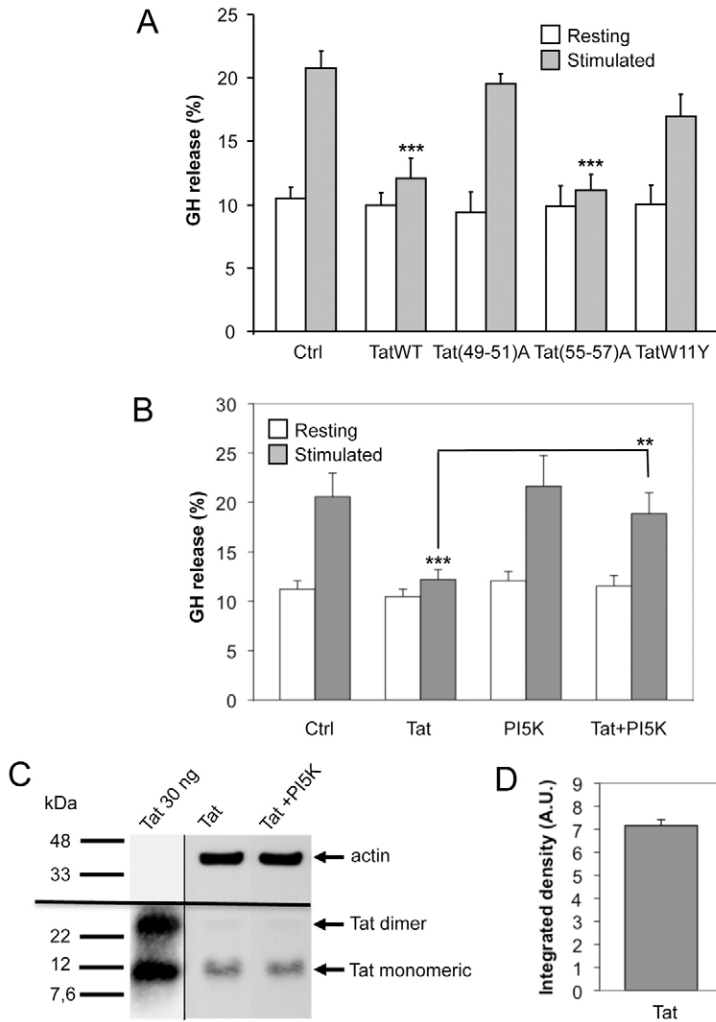 A
25
20
15
10
5
0
GH release (%)
Resting
Stimulated
***
***
Ctrl TatWT Tat(49-51)A Tat(55-57)A TatW11Y
B
30
25
20
15
10
5
0
GH release (%)
Resting
Stimulated
***
**
Ctrl Tat PI5K Tat+PI5K
C
kDa
48
33
22
12
7,6
Tat 30 ng
Tat
Tat +PI5K
actin
Tat dimer
Tat monomeric
D
9
8
7
6
5
4
3
2
1
0
Integrated density (A.U.)
Tat